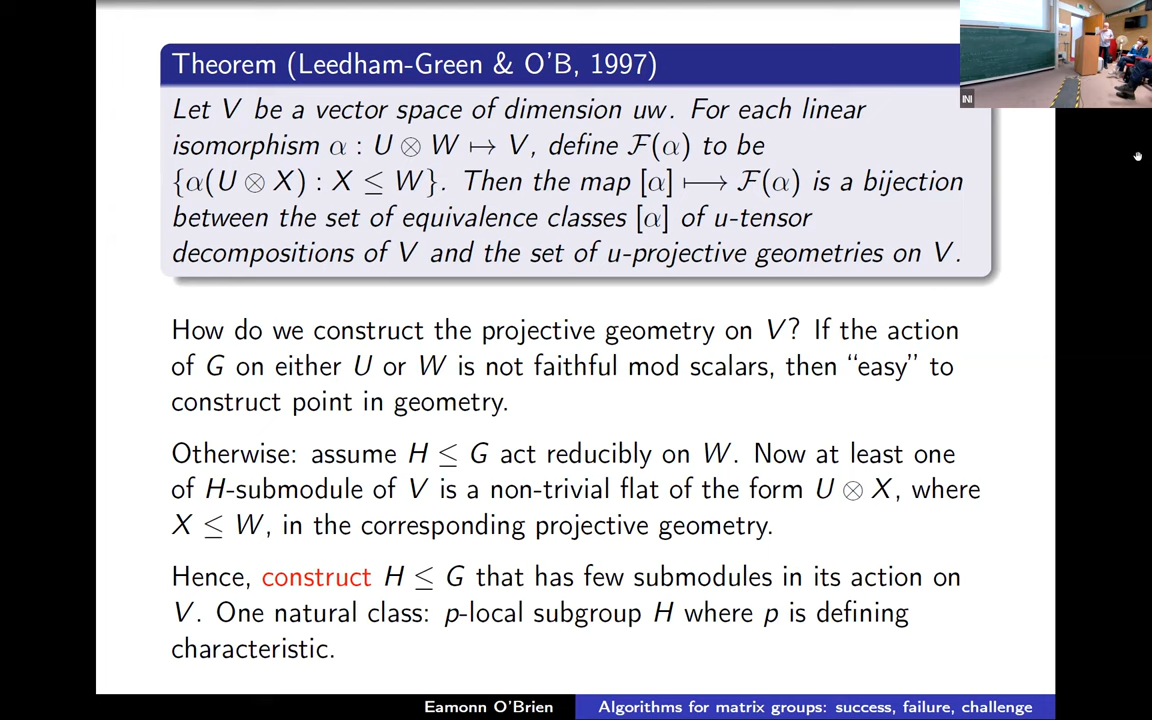 Theorem (Leedham-Green & O'B, 1997)
Let V be a vector space of dimension uw. For each linear
isomorphism α : U ⊗ W ↦ V, define ℱ(α) to be
{α(U ⊗ X) : X ≤ W}. Then the map [α] ⟼ ℱ(α) is a bijection
between the set of equivalence classes [α] of u-tensor
decompositions of V and the set of u-projective geometries on V.
How do we construct the projective geometry on V? If the action
of G on either U or W is not faithful mod scalars, then “easy” to
construct point in geometry.
Otherwise: assume H ≤ G act reducibly on W. Now at least one
of H-submodule of V is a non-trivial flat of the form U ⊗ X, where
X ≤ W, in the corresponding projective geometry.
Hence, construct H ≤ G that has few submodules in its action on
V. One natural class: p-local subgroup H where p is defining
characteristic.
INI
Eamonn O'Brien
Algorithms for matrix groups: success, failure, challenge